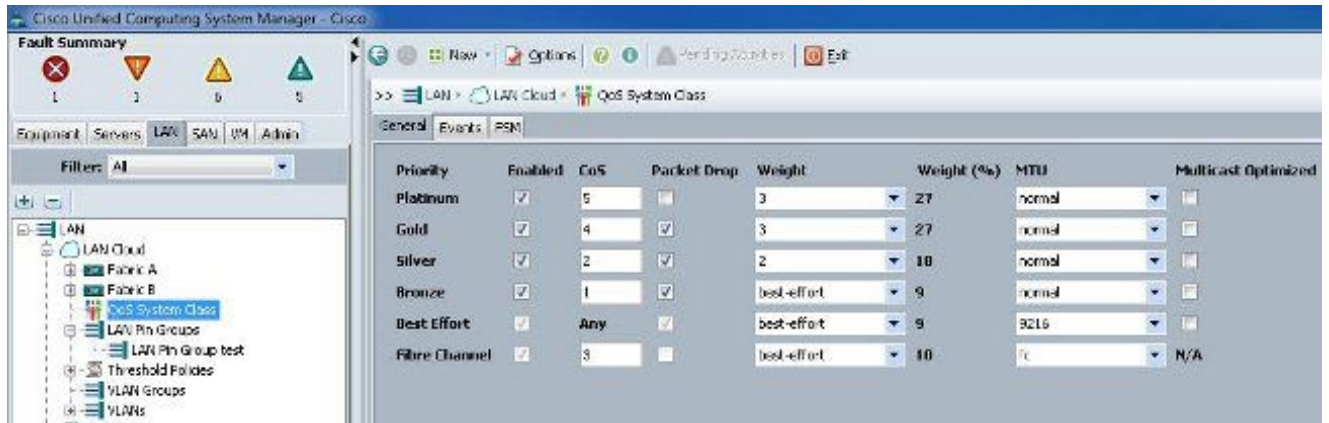 Cisco Unified Computing System Manager - Cisco
Fault Summary
1 3 6 5
New Options Pending Activities Exit
>> LAN LAN Cloud QoS System Class
Equipment Servers LAN SAN VM Admin
General Events FSM
Filter: All
Priority Enabled CoS Packet Drop Weight Weight (%) MTU Multicast Optimized
Platinum 5 3 27 normal
Gold 4 3 27 normal
Silver 2 2 18 normal
Bronze 1 best-effort 9 normal
Best Effort Any best-effort 9 9216
Fibre Channel 3 best-effort 10 fc N/A
LAN
LAN Cloud
Fabric A
Fabric B
QoS System Class
LAN Pin Groups
LAN Pin Group test
Threshold Policies
VLAN Groups
VLANs